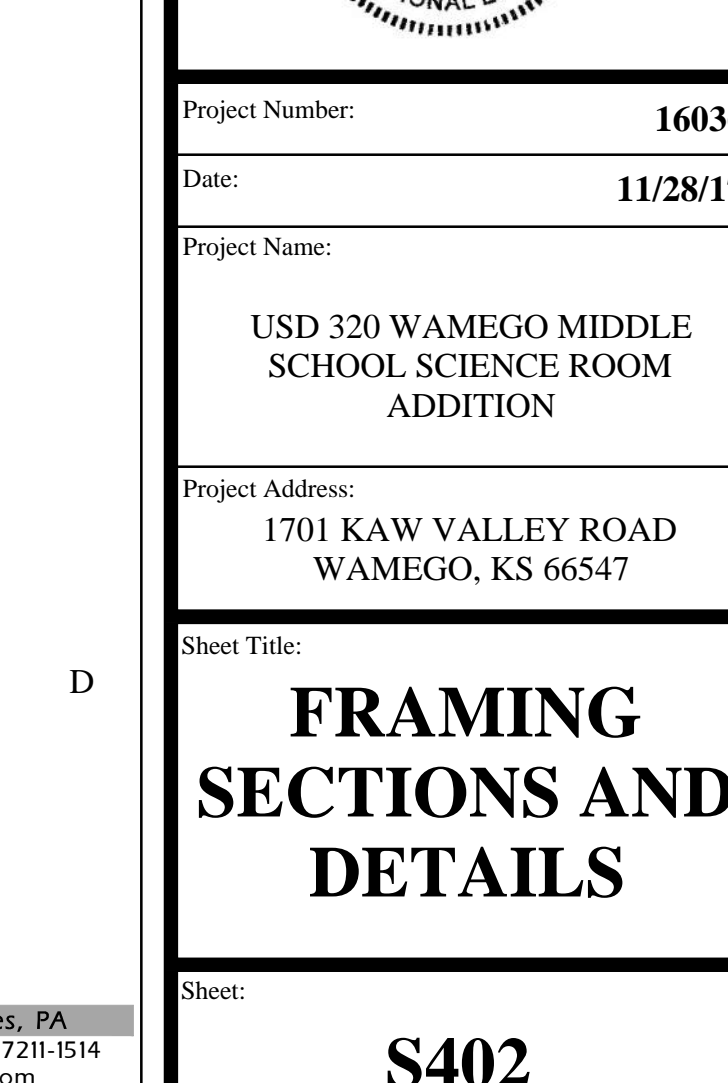 Project Number:
1603
Date:
11/28/1
Project Name:
USD 320 WAMEGO MIDDLE
SCHOOL SCIENCE ROOM
ADDITION
Project Address:
1701 KAW VALLEY ROAD
WAMEGO, KS 66547
Sheet Title:
D
FRAMING
SECTIONS AND
DETAILS
Sheet:
S402
es, PA
7211-1514
om